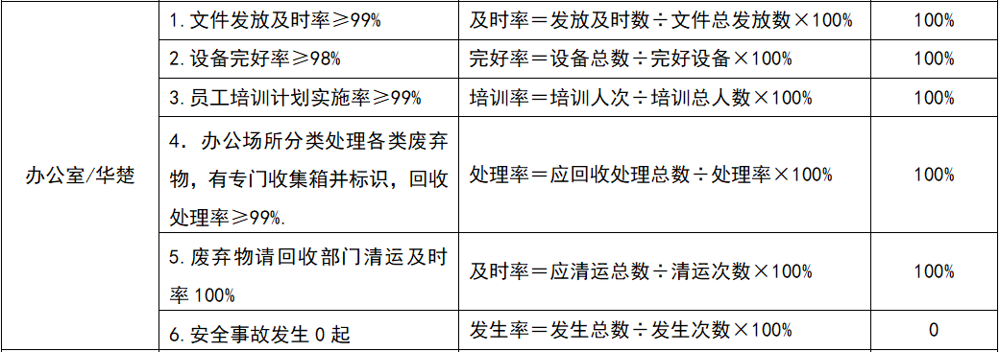 办公室/华楚
1.文件发放及时率≥99%
及时率＝发放及时数÷文件总发放数×100%
100%
2.设备完好率≥98%
完好率＝设备总数÷完好设备×100%
100%
3.员工培训计划实施率≥99%
培训率＝培训人次÷培训总人数×100%
100%
4．办公场所分类处理各类废弃
物，有专门收集箱并标识，回收
处理率≥99%.
处理率＝应回收处理总数÷处理率×100%
100%
5.废弃物请回收部门清运及时
率100%
及时率＝应清运总数÷清运次数×100%
100%
6.安全事故发生0起
发生率＝发生总数÷发生次数×100%
0